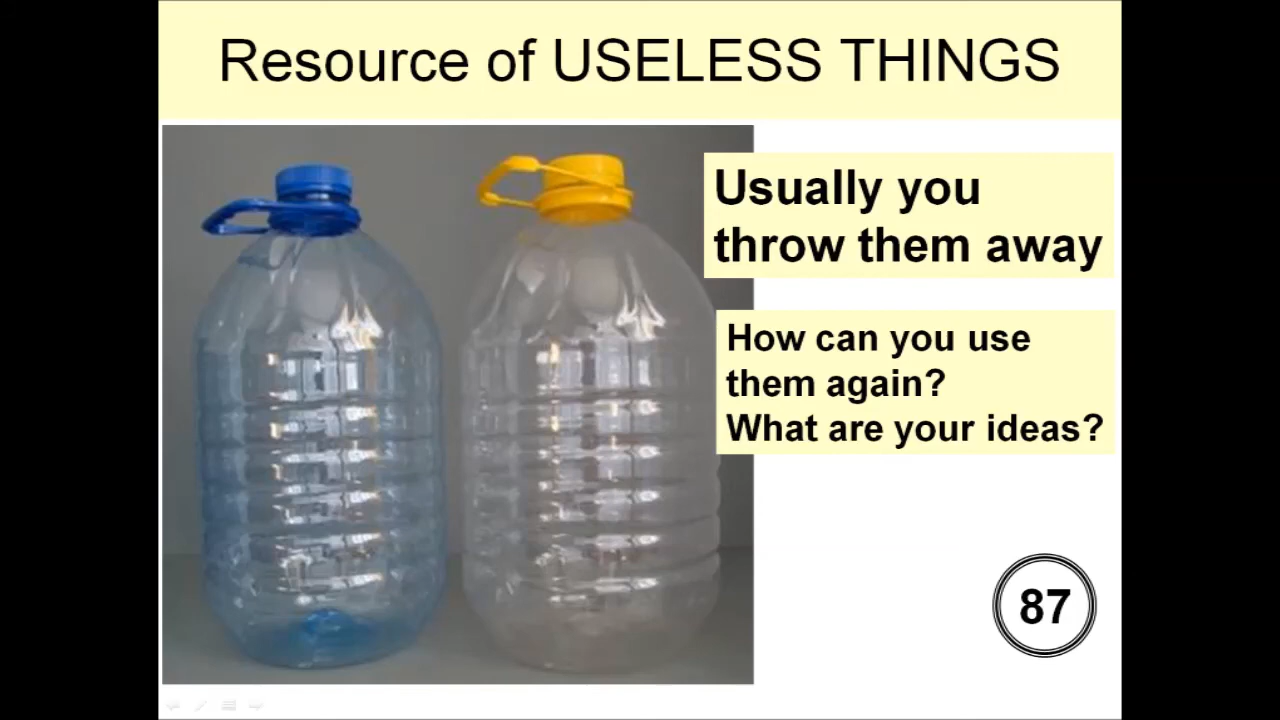 Resource of USELESS THINGS
Usually you
throw them away
How can you use
them again?
What are your ideas?
87